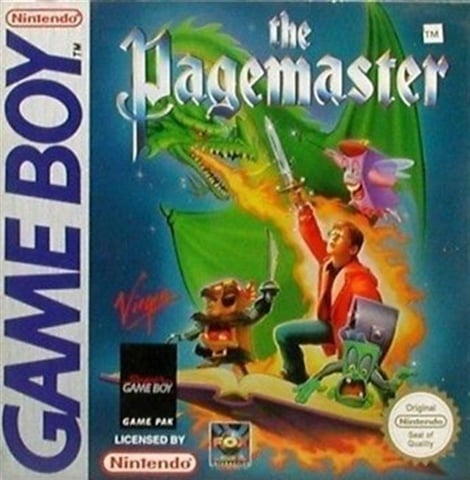 Nintendo
GAME BOY
TM
the
Pagemaster
TM
Virgin
GAME BOY
GAME PAK
LICENSED BY
Nintendo
FOX
Original
Nintendo
Seal of
Quality